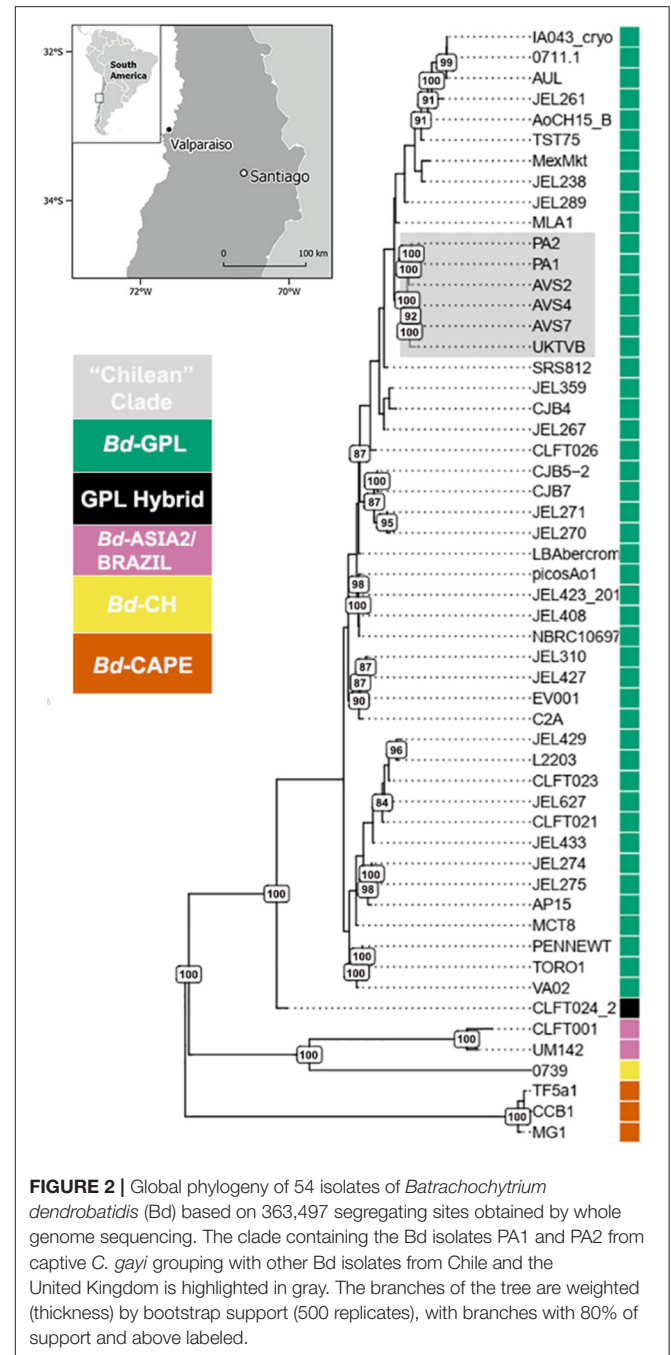 32°S
34°S
72°W
70°W
South
America
Valparaiso
Santiago
0
100 km
"Chilean"
Clade
Bd-GPL
GPL Hybrid
Bd-ASIA2/
BRAZIL
Bd-CH
Bd-CAPE
IA043_cryo
0711.1
AUL
JEL261
AoCH15_B
TST75
MexMkt
JEL238
JEL289
MLA1
PA2
PA1
AVS2
AVS4
AVS7
UKTVB
SRS812
JEL359
CJB4
JEL267
CLFT026
CJB5-2
CJB7
JEL271
JEL270
LBAbercrom
picosAo1
JEL423_201
JEL408
NBRC10697
JEL310
JEL427
EV001
C2A
JEL429
L2203
CLFT023
JEL627
CLFT021
JEL433
JEL274
JEL275
AP15
MCT8
PENNEWT
TORO1
VA02
CLFT024_2
CLFT001
UM142
0739
TF5a1
CCB1
MG1
99
100
91
91
100
100
100
92
100
87
100
87
95
98
100
87
87
90
96
84
100
98
100
100
100
100
100
100
100
FIGURE 2 | Global phylogeny of 54 isolates of Batrachochytrium
dendrobatidis (Bd) based on 363,497 segregating sites obtained by whole
genome sequencing. The clade containing the Bd isolates PA1 and PA2 from
captive C. gayi grouping with other Bd isolates from Chile and the
United Kingdom is highlighted in gray. The branches of the tree are weighted
(thickness) by bootstrap support (500 replicates), with branches with 80% of
support and above labeled.